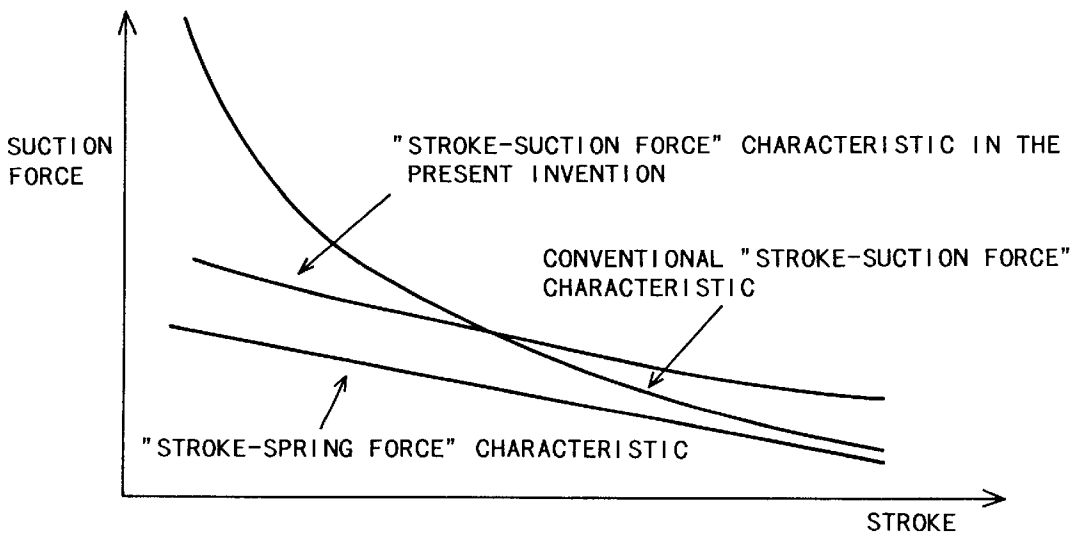 SUCTION
FORCE
"STROKE-SUCTION FORCE" CHARACTERISTIC IN THE
PRESENT INVENTION
CONVENTIONAL "STROKE-SUCTION FORCE"
CHARACTERISTIC
"STROKE-SPRING FORCE" CHARACTERISTIC
STROKE